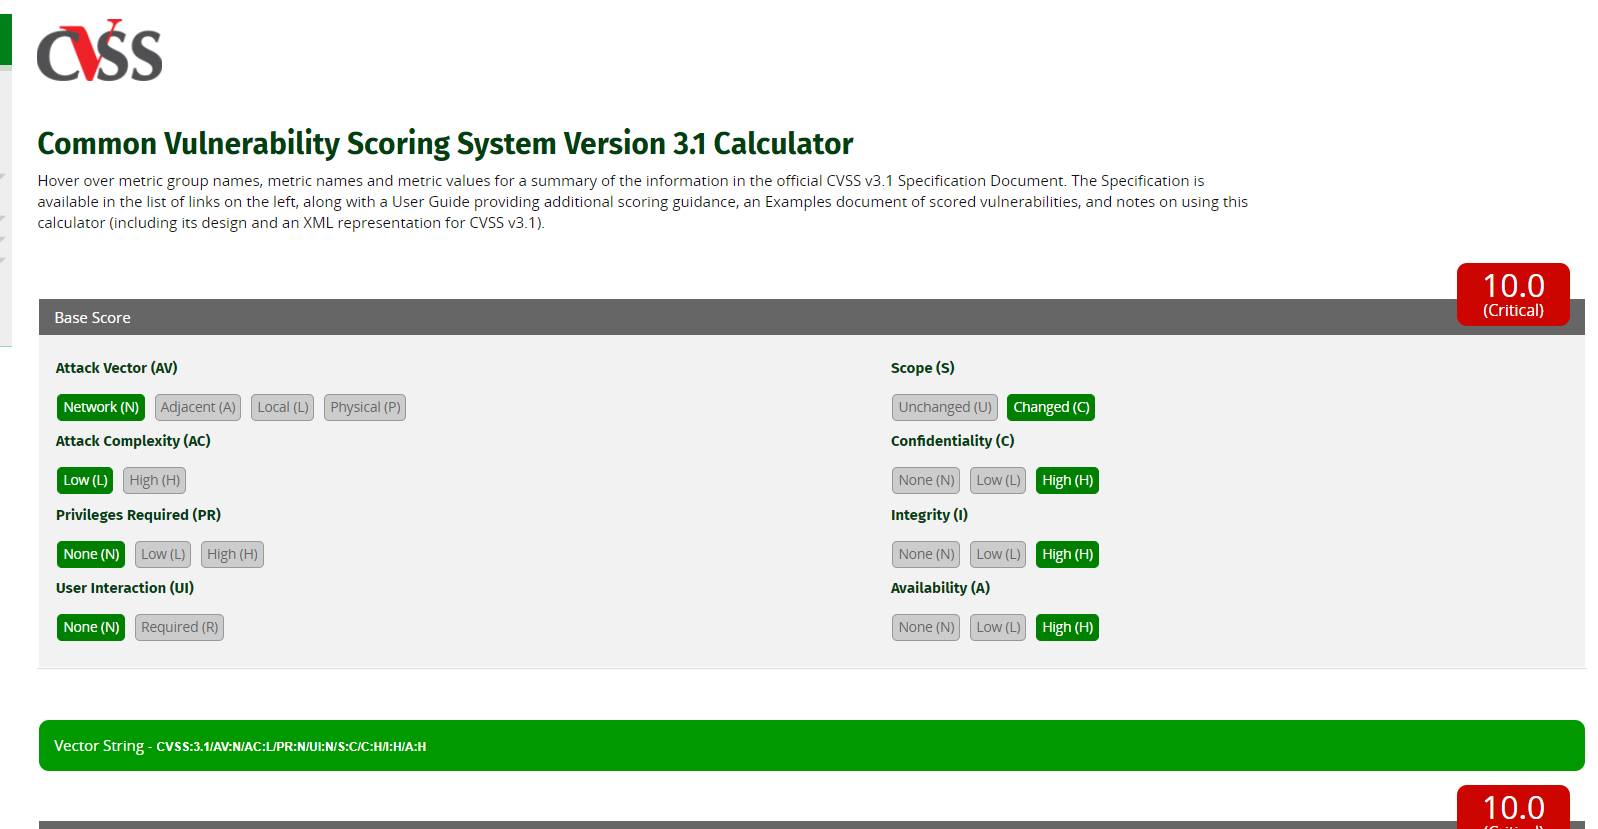 CVSS
Common Vulnerability Scoring System Version 3.1 Calculator
Hover over metric group names, metric names and metric values for a summary of the information in the official CVSS v3.1 Specification Document. The Specification is
available in the list of links on the left, along with a User Guide providing additional scoring guidance, an Examples document of scored vulnerabilities, and notes on using this
calculator (including its design and an XML representation for CVSS v3.1).
10.0
(Critical)
Base Score
Attack Vector (AV)
Network (N) Adjacent (A) Local (L) Physical (P)
Attack Complexity (AC)
Low (L) High (H)
Privileges Required (PR)
None (N) Low (L) High (H)
User Interaction (UI)
None (N) Required (R)
Scope (S)
Unchanged (U) Changed (C)
Confidentiality (C)
None (N) Low (L) High (H)
Integrity (I)
None (N) Low (L) High (H)
Availability (A)
None (N) Low (L) High (H)
Vector String - CVSS:3.1/AV:N/AC:L/PR:N/UI:N/S:C/C:H/I:H/A:H
10.0
(Critical)